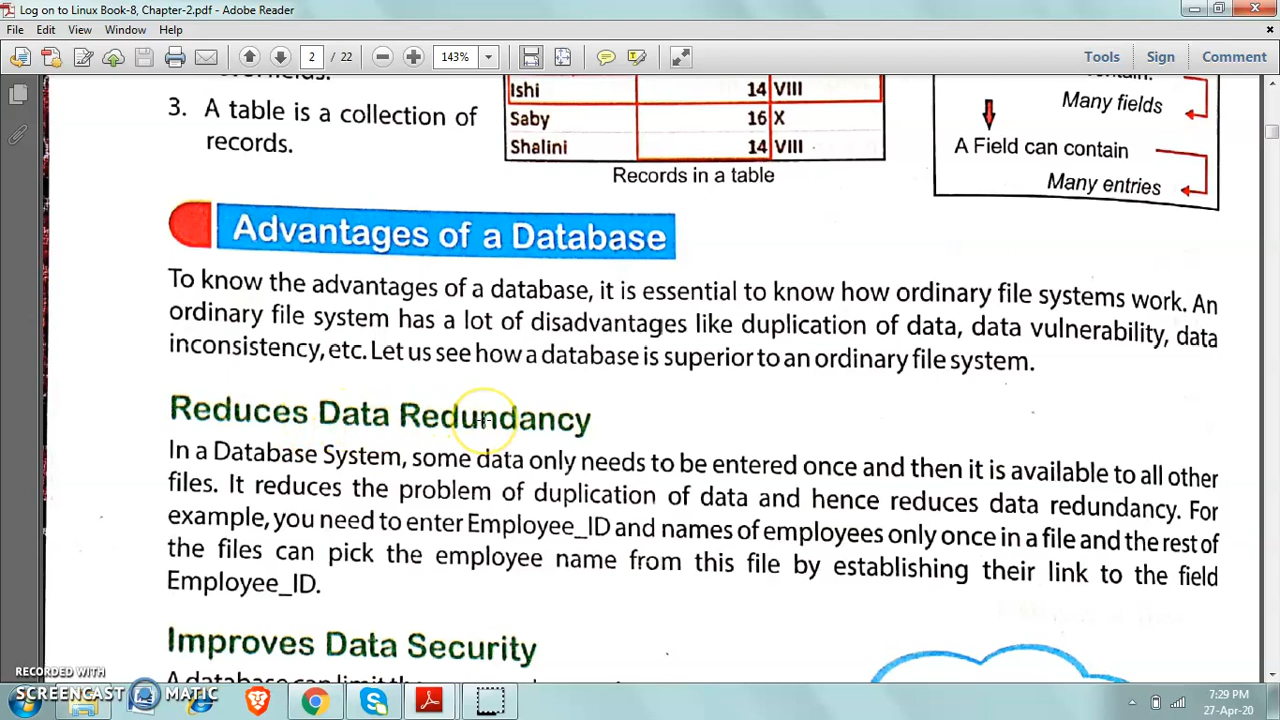 Log on to Linux Book-8, Chapter-2.pdf - Adobe Reader
File Edit View Window Help
2 / 22 143% Tools Sign Comment
3. A table is a collection of
records.
Ishi 14 VIII
Saby 16 X
Shalini 14 VIII
Records in a table
Many fields
A Field can contain
Many entries
Advantages of a Database
To know the advantages of a database, it is essential to know how ordinary file systems work. An
ordinary file system has a lot of disadvantages like duplication of data, data vulnerability, data
inconsistency, etc. Let us see how a database is superior to an ordinary file system.
Reduces Data Redundancy
In a Database System, some data only needs to be entered once and then it is available to all other
files. It reduces the problem of duplication of data and hence reduces data redundancy. For
example, you need to enter Employee_ID and names of employees only once in a file and the rest of
the files can pick the employee name from this file by establishing their link to the field
Employee_ID.
Improves Data Security
RECORDED WITH
SCREENCAST MATIC
7:29 PM
27-Apr-20